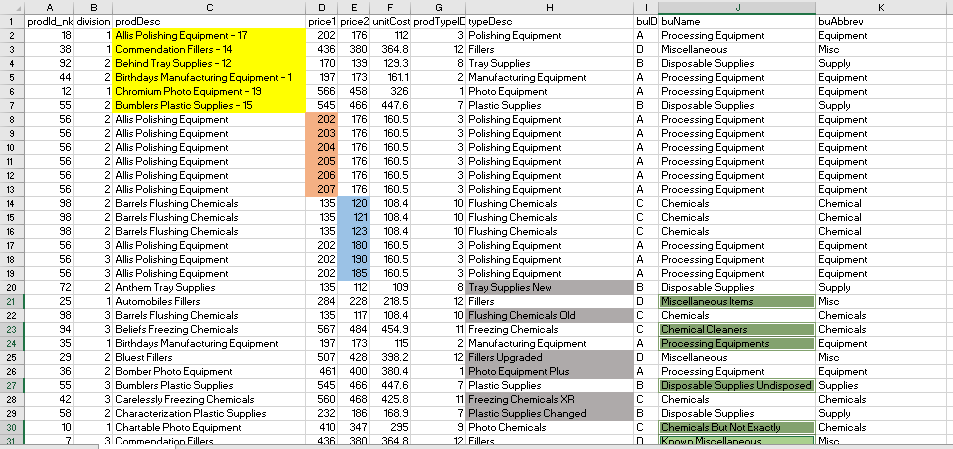 A B C D E F G H I J K
1 prodId_nk division prodDesc price1 price2 unitCost prodTypeID typeDesc buID buName buAbbrev
2 18 1 Allis Polishing Equipment - 17 202 176 112 3 Polishing Equipment A Processing Equipment Equipment
3 38 1 Commendation Fillers - 14 436 380 364.8 12 Fillers D Miscellaneous Misc
4 92 2 Behind Tray Supplies - 12 170 139 129.3 8 Tray Supplies B Disposable Supplies Supply
5 44 2 Birthdays Manufacturing Equipment - 1 197 173 161.1 2 Manufacturing Equipment A Processing Equipment Equipment
6 12 1 Chromium Photo Equipment - 19 566 458 326 1 Photo Equipment A Processing Equipment Equipment
7 55 2 Bumblers Plastic Supplies - 15 545 466 447.6 7 Plastic Supplies B Disposable Supplies Supply
8 56 2 Allis Polishing Equipment 202 176 160.5 3 Polishing Equipment A Processing Equipment Equipment
9 56 2 Allis Polishing Equipment 203 176 160.5 3 Polishing Equipment A Processing Equipment Equipment
10 56 2 Allis Polishing Equipment 204 176 160.5 3 Polishing Equipment A Processing Equipment Equipment
11 56 2 Allis Polishing Equipment 205 176 160.5 3 Polishing Equipment A Processing Equipment Equipment
12 56 2 Allis Polishing Equipment 206 176 160.5 3 Polishing Equipment A Processing Equipment Equipment
13 56 2 Allis Polishing Equipment 207 176 160.5 3 Polishing Equipment A Processing Equipment Equipment
14 98 2 Barrels Flushing Chemicals 135 120 108.4 10 Flushing Chemicals C Chemicals Chemical
15 98 2 Barrels Flushing Chemicals 135 121 108.4 10 Flushing Chemicals C Chemicals Chemical
16 98 2 Barrels Flushing Chemicals 135 123 108.4 10 Flushing Chemicals C Chemicals Chemical
17 56 3 Allis Polishing Equipment 202 180 160.5 3 Polishing Equipment A Processing Equipment Equipment
18 56 3 Allis Polishing Equipment 202 190 160.5 3 Polishing Equipment A Processing Equipment Equipment
19 56 3 Allis Polishing Equipment 202 185 160.5 3 Polishing Equipment A Processing Equipment Equipment
20 72 2 Anthem Tray Supplies 135 112 109 8 Tray Supplies New B Disposable Supplies Supply
21 25 1 Automobiles Fillers 284 228 218.5 12 Fillers D Miscellaneous Items Misc
22 98 3 Barrels Flushing Chemicals 135 117 108.4 10 Flushing Chemicals Old C Chemicals Chemicals
23 94 3 Beliefs Freezing Chemicals 567 484 454.9 11 Freezing Chemicals C Chemical Cleaners Chemicals
24 35 1 Birthdays Manufacturing Equipment 197 173 115 2 Manufacturing Equipment A Processing Equipments Equipment
25 29 2 Bluest Fillers 507 428 398.2 12 Fillers Upgraded D Miscellaneous Misc
26 36 2 Bomber Photo Equipment 461 400 380.4 1 Photo Equipment Plus A Processing Equipment Equipment
27 55 3 Bumblers Plastic Supplies 545 466 447.6 7 Plastic Supplies B Disposable Supplies Undisposed Supplies
28 42 3 Carelessly Freezing Chemicals 560 468 425.8 11 Freezing Chemicals XR C Chemicals Chemicals
29 58 2 Characterization Plastic Supplies 232 186 168.9 7 Plastic Supplies Changed B Disposable Supplies Supply
30 10 1 Chartable Photo Equipment 410 347 295 9 Photo Chemicals C Chemicals But Not Exactly Chemicals
31 7 3 Commendation Fillers 436 380 364.8 12 Fillers D Known Miscellaneous Misc